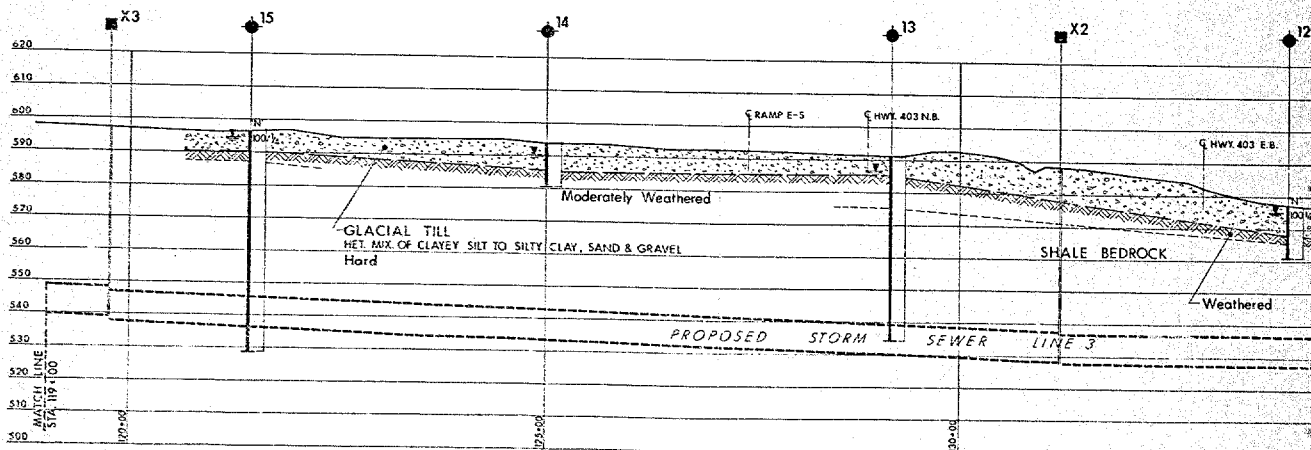 X3
15
14
13
X2
12
620
610
600
590
580
570
560
550
540
530
520
510
500
'N'
100/
℄ RAMP E-S
℄ HWY. 403 N.B.
℄ HWY. 403 E.B.
'N'
100/
Moderately Weathered
GLACIAL TILL
HET. MIX. OF CLAYEY SILT TO SILTY CLAY, SAND & GRAVEL
Hard
SHALE BEDROCK
Weathered
PROPOSED STORM SEWER LINE 3
MATCH LINE
STA. 119+00
120+00
125+00
130+00